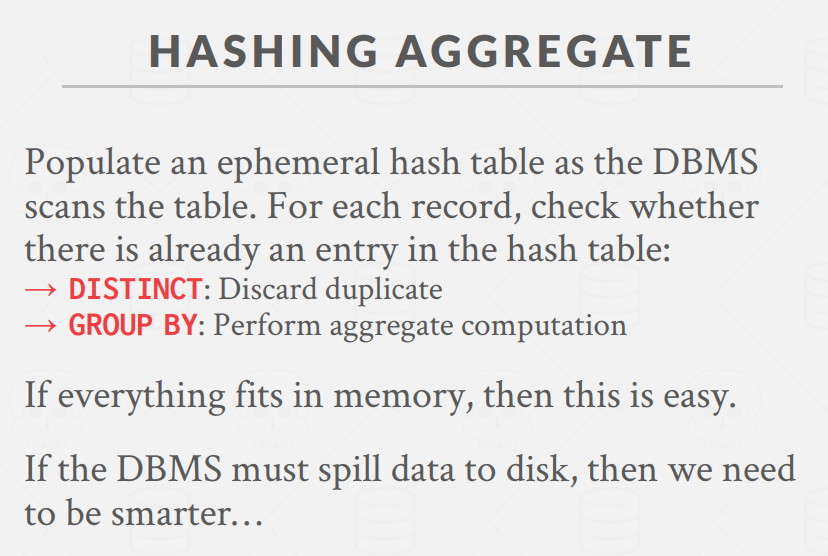 HASHING AGGREGATE
Populate an ephemeral hash table as the DBMS
scans the table. For each record, check whether
there is already an entry in the hash table:
→ DISTINCT: Discard duplicate
→ GROUP BY: Perform aggregate computation
If everything fits in memory, then this is easy.
If the DBMS must spill data to disk, then we need
to be smarter…